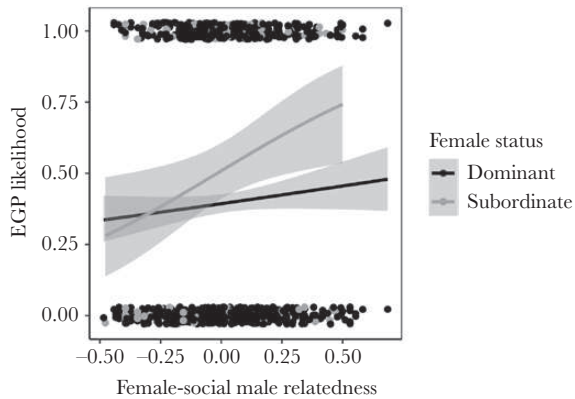 1.00
0.75
0.50
0.25
0.00
EGP likelihood
−0.50 −0.25 0.00 0.25 0.50
Female-social male relatedness
Female status
Dominant
Subordinate